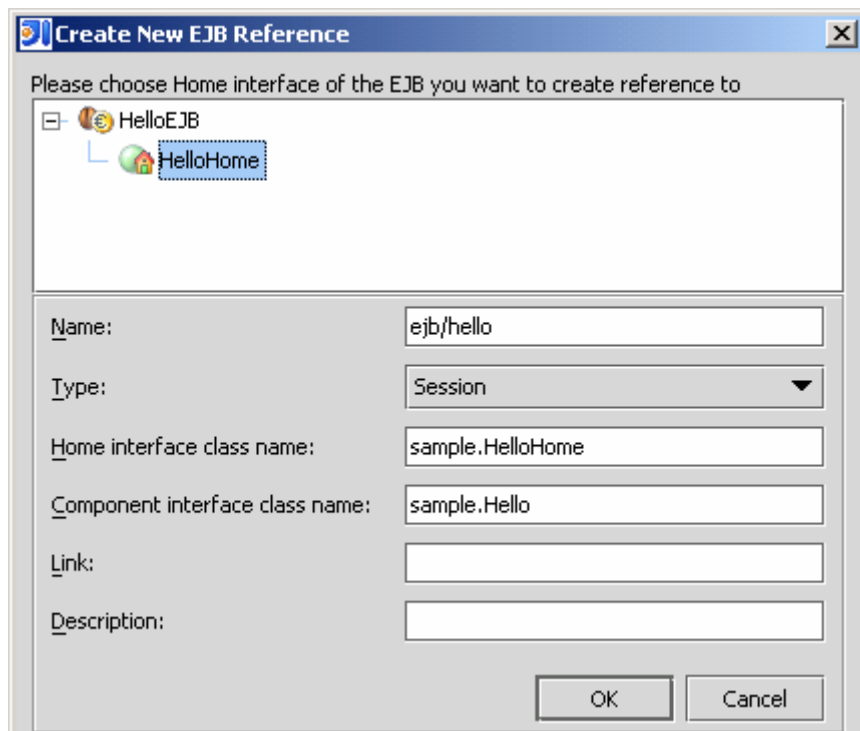 Create New EJB Reference
Please choose Home interface of the EJB you want to create reference to
HelloEJB
HelloHome
Name: ejb/hello
Type: Session
Home interface class name: sample.HelloHome
Component interface class name: sample.Hello
Link:
Description:
OK Cancel